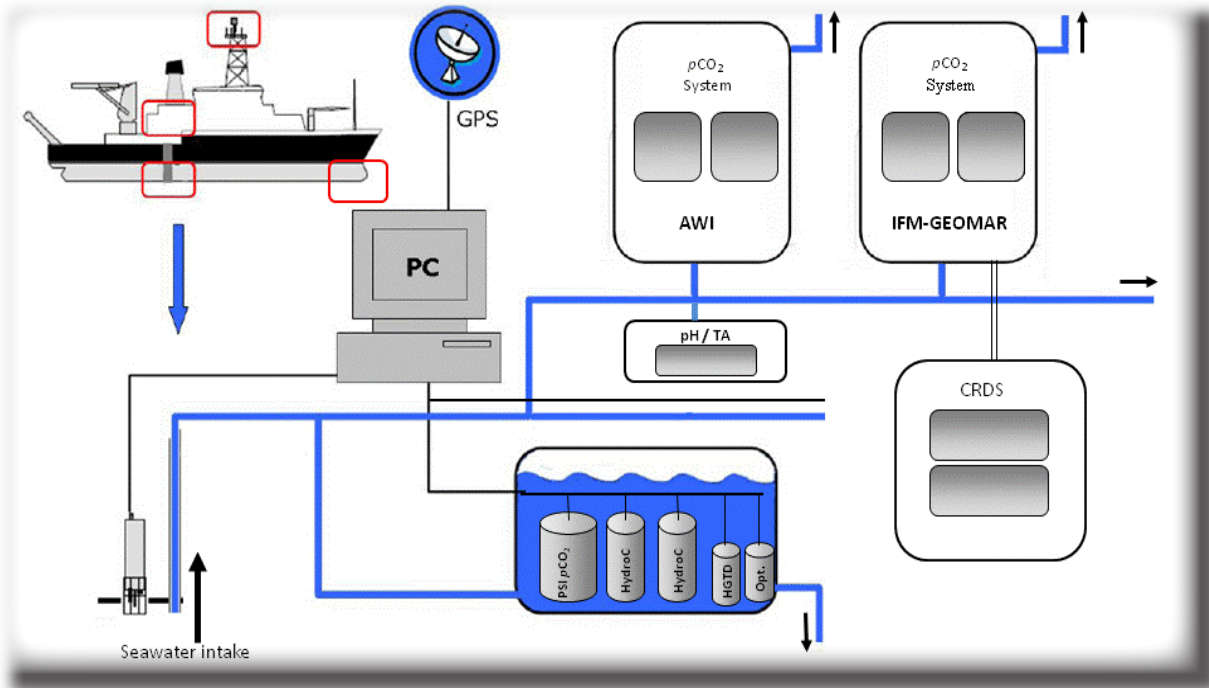 GPS
pCO₂
System
AWI
pCO₂
System
IFM-GEOMAR
PC
pH / TA
CRDS
PSI pCO₂
HydroC
HydroC
HGTD
Opt.
Seawater intake